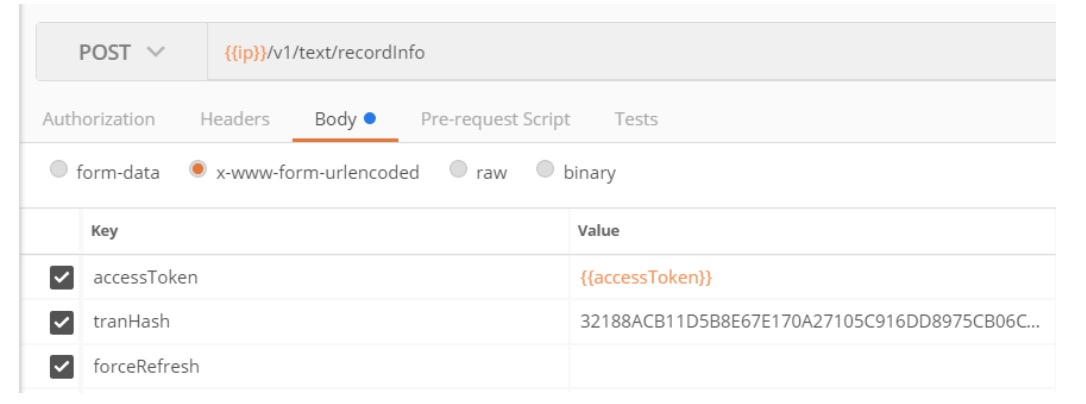 POST {{ip}}/v1/text/recordInfo
Authorization Headers Body Pre-request Script Tests
form-data x-www-form-urlencoded raw binary
Key Value
accessToken {{accessToken}}
tranHash 32188ACB11D5B8E67E170A27105C916DD8975CB06C...
forceRefresh